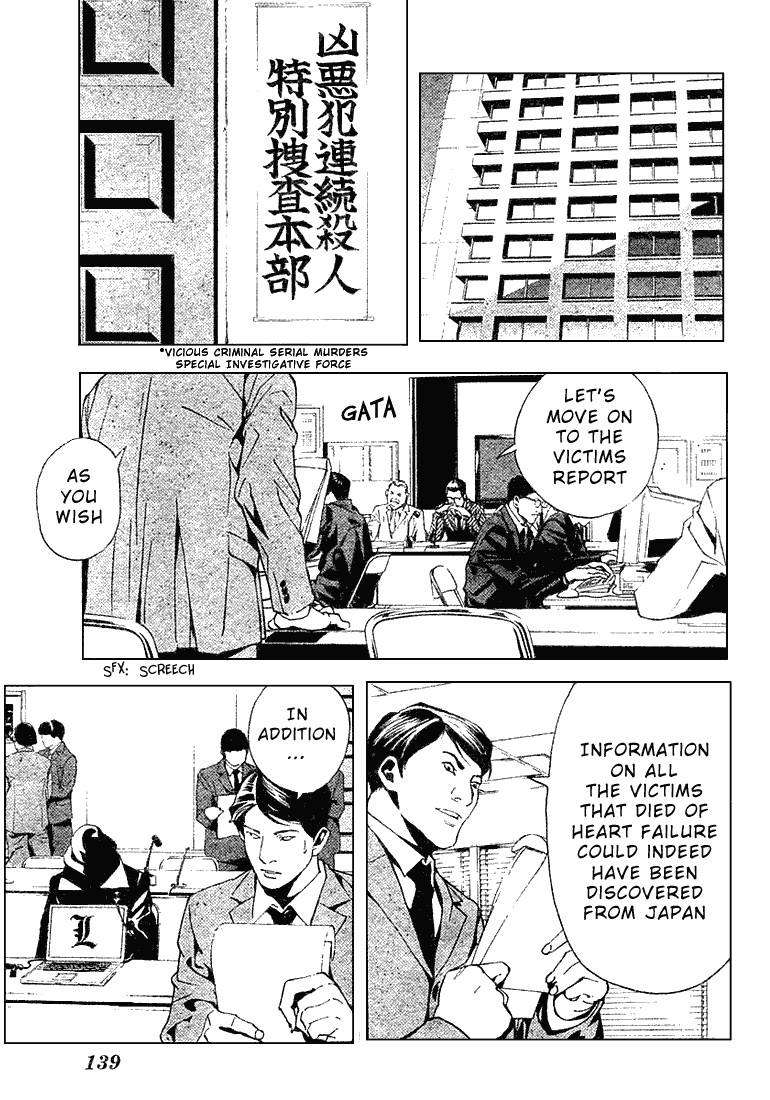 凶悪犯連続殺人
特別捜査本部
*VICIOUS CRIMINAL SERIAL MURDERS
SPECIAL INVESTIGATIVE FORCE
LET'S
MOVE ON
TO THE
VICTIMS
REPORT
GATA
AS
YOU
WISH
SFX: SCREECH
INFORMATION
ON ALL
THE VICTIMS
THAT DIED OF
HEART FAILURE
COULD INDEED
HAVE BEEN
DISCOVERED
FROM JAPAN
IN
ADDITION
...
L
139